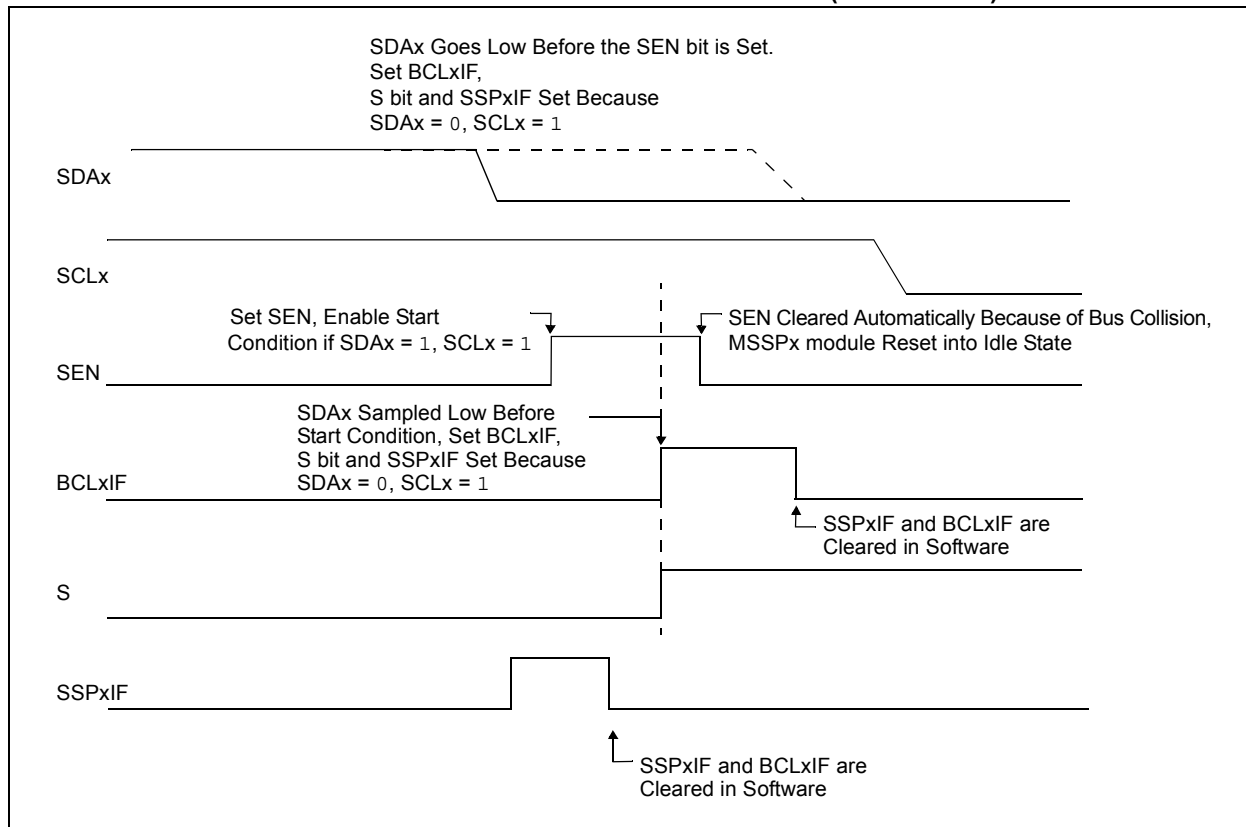 SDAx Goes Low Before the SEN bit is Set.
Set BCLxIF,
S bit and SSPxIF Set Because
SDAx = 0, SCLx = 1
SDAx
SCLx
Set SEN, Enable Start
Condition if SDAx = 1, SCLx = 1
SEN Cleared Automatically Because of Bus Collision,
MSSPx module Reset into Idle State
SEN
SDAx Sampled Low Before
Start Condition, Set BCLxIF,
S bit and SSPxIF Set Because
SDAx = 0, SCLx = 1
BCLxIF
SSPxIF and BCLxIF are
Cleared in Software
S
SSPxIF
SSPxIF and BCLxIF are
Cleared in Software